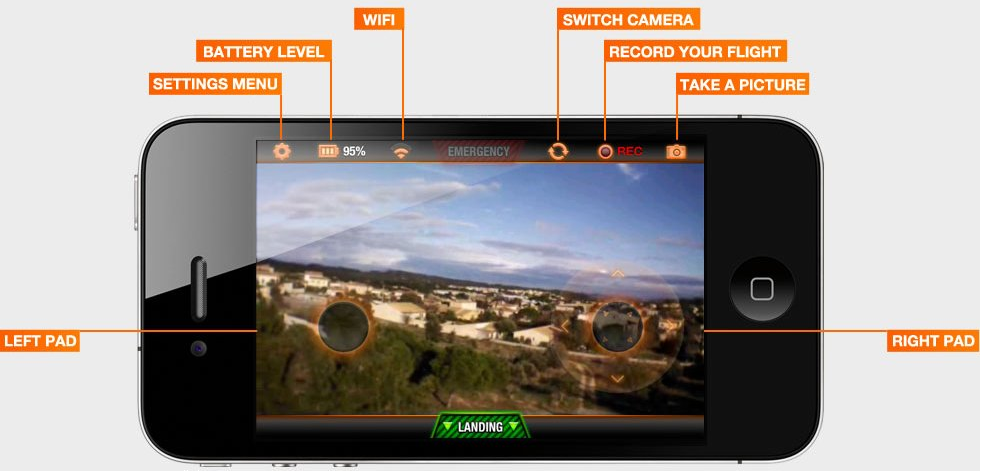 WIFI
SWITCH CAMERA
BATTERY LEVEL
RECORD YOUR FLIGHT
SETTINGS MENU
TAKE A PICTURE
95%
EMERGENCY
REC
LEFT PAD
RIGHT PAD
LANDING